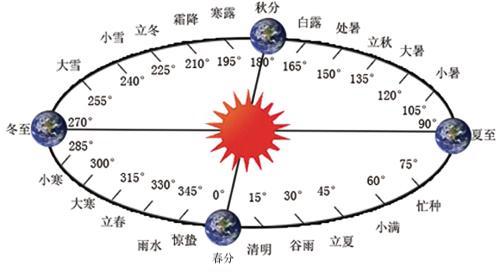 秋分
寒露
白露
霜降
处暑
立冬
立秋
小雪
大暑
大雪
小暑
180°
195°
165°
210°
150°
225°
135°
240°
120°
255°
105°
冬至
270°
90°
夏至
285°
75°
300°
60°
315°
45°
330°
30°
345°
0°
15°
小寒
忙种
大寒
小满
立春
立夏
雨水
谷雨
惊蛰
清明
春分